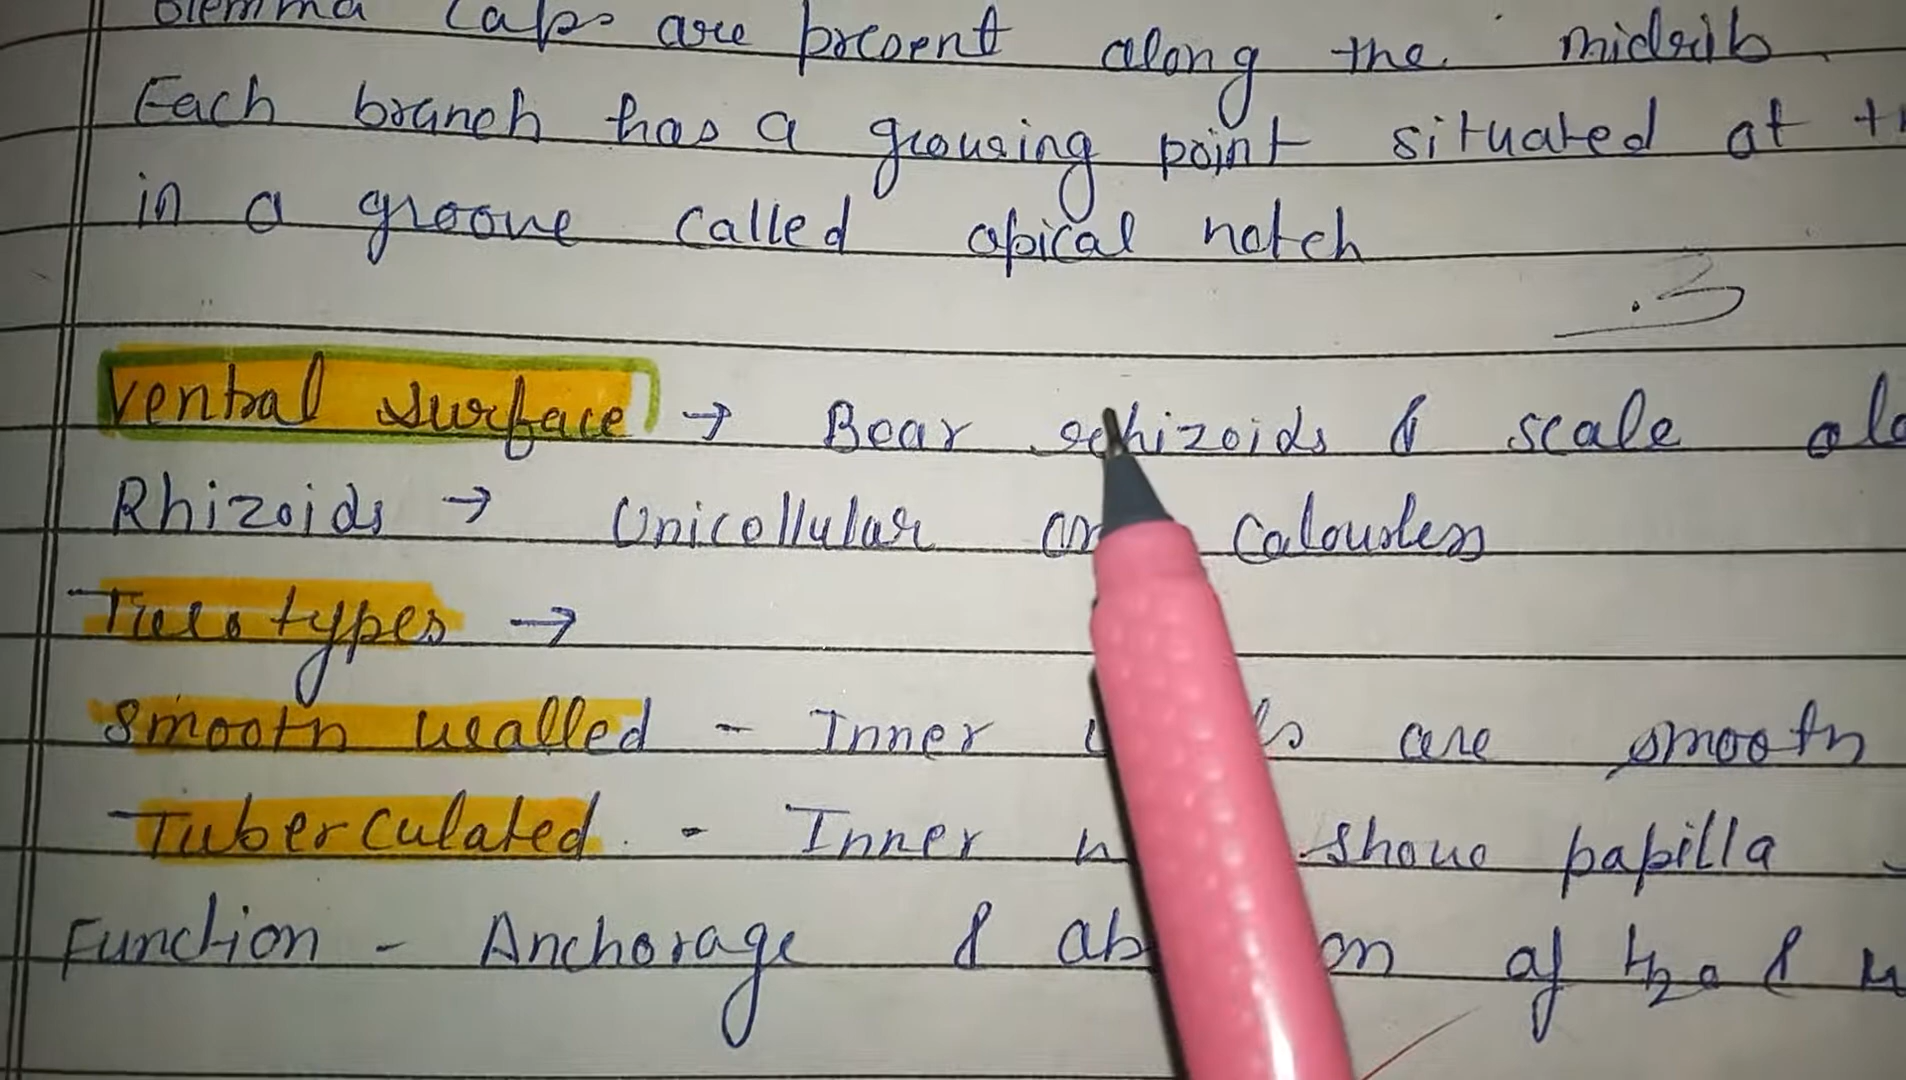 are present along the midrib
Each branch has a growing point situated at
in a groove called apical notch
Ventral surface → Bear rhizoids & scale
Rhizoids → Unicellular colourless
Two types →
Smooth walled - Inner are smooth
Tuberculated - Inner show papilla
Function - Anchorage & of H2O &